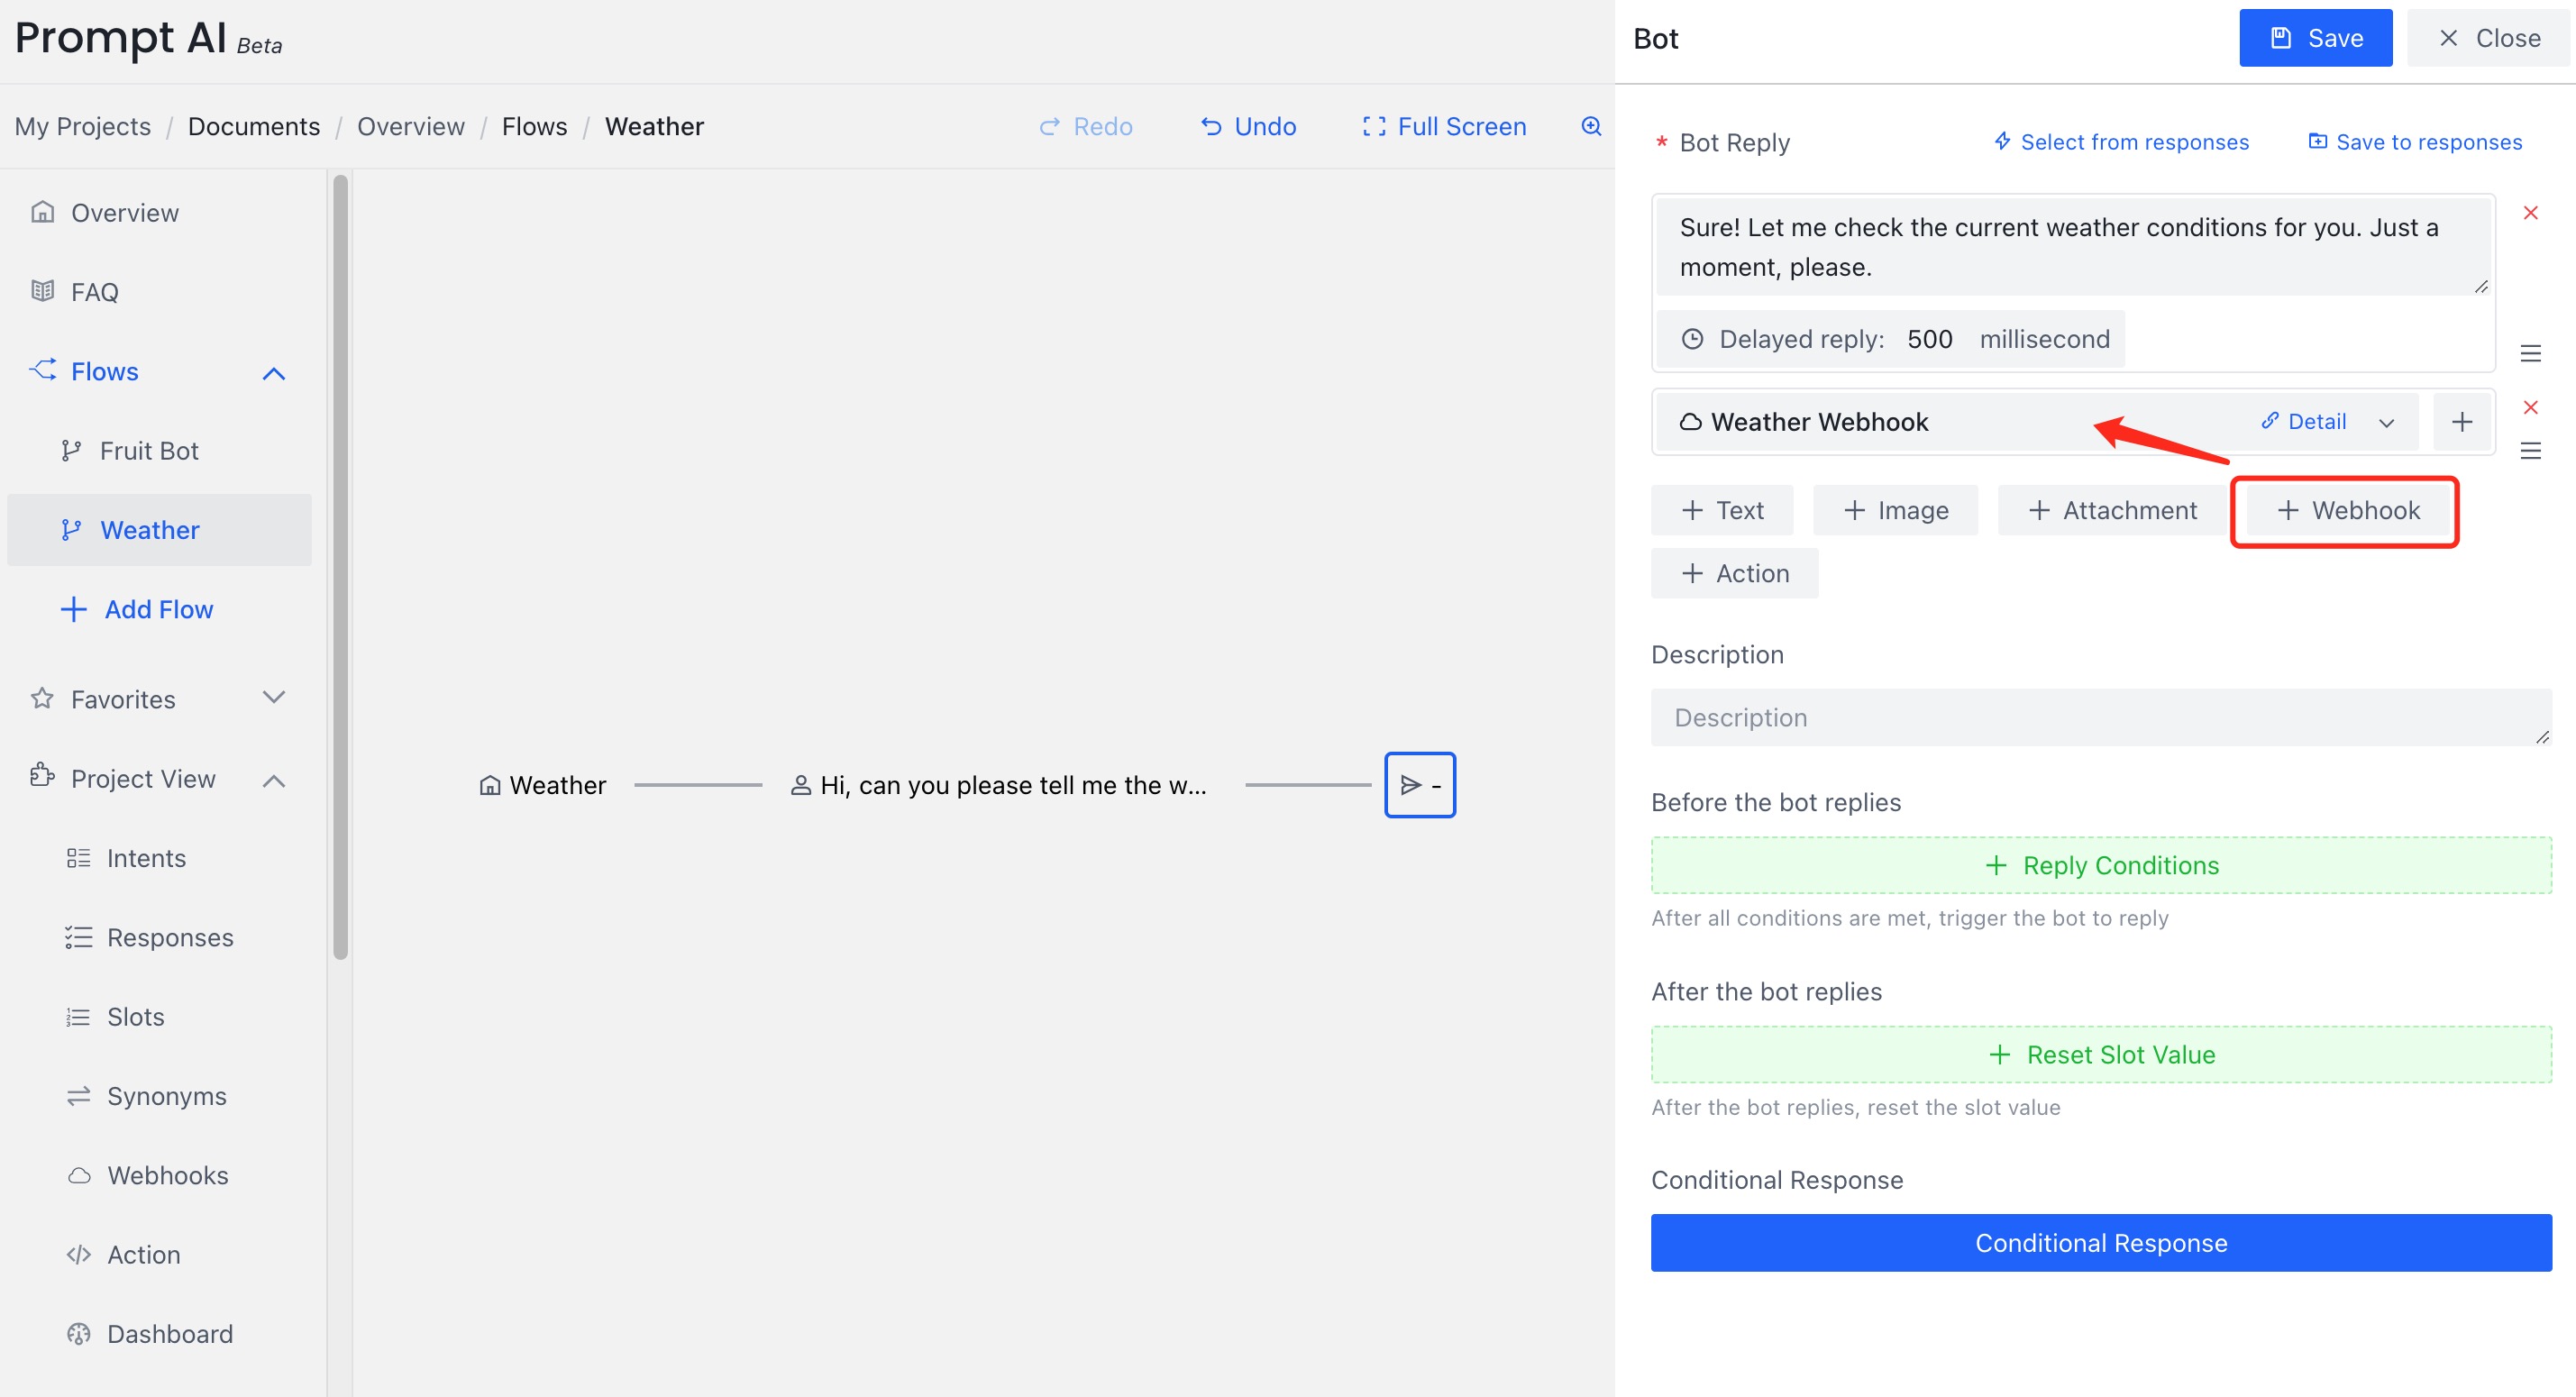 Prompt AI Beta
Bot
Save
Close
My Projects / Documents / Overview / Flows / Weather
Redo
Undo
Full Screen
Overview
FAQ
Flows
Fruit Bot
Weather
Add Flow
Favorites
Project View
Intents
Responses
Slots
Synonyms
Webhooks
Action
Dashboard
Weather
Hi, can you please tell me the w...
-
* Bot Reply
Select from responses
Save to responses
Sure! Let me check the current weather conditions for you. Just a
moment, please.
Delayed reply: 500 millisecond
Weather Webhook
Detail
+ Text
+ Image
+ Attachment
+ Webhook
+ Action
Description
Description
Before the bot replies
+ Reply Conditions
After all conditions are met, trigger the bot to reply
After the bot replies
+ Reset Slot Value
After the bot replies, reset the slot value
Conditional Response
Conditional Response